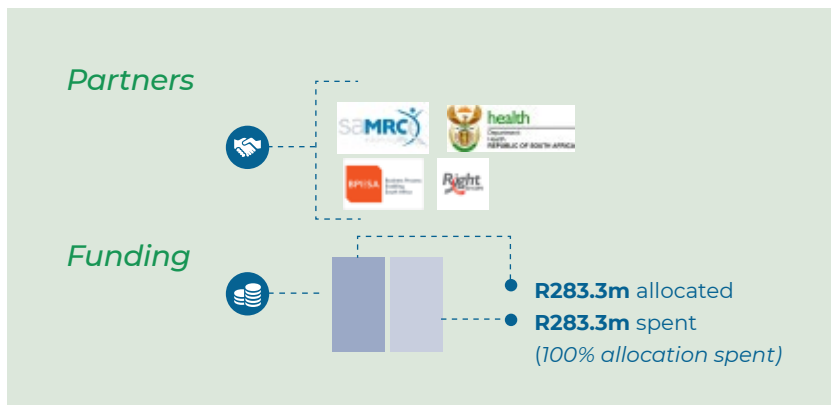 Partners
saMRC
health
Department:
Health
REPUBLIC OF SOUTH AFRICA
BPESA
Right
Funding
R283.3m allocated
R283.3m spent
(100% allocation spent)